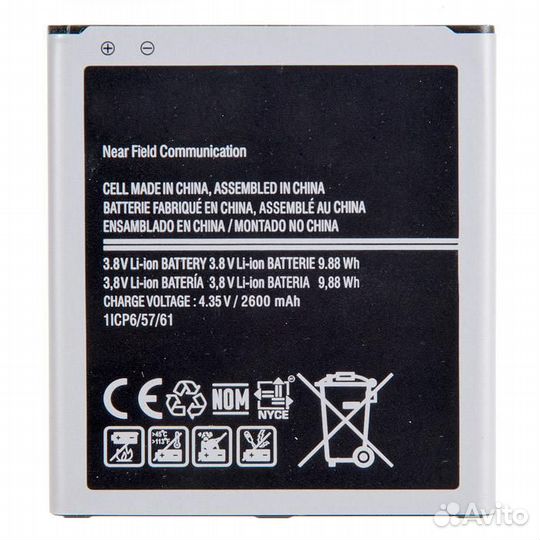 Near Field Communication
CELL MADE IN CHINA, ASSEMBLED IN CHINA
BATTERIE FABRIQUÉ EN CHINA, ASSEMBLÉ AU CHINA
ENSAMBLADO EN CHINA / MONTADO NO CHINA
3.8V Li-ion BATTERY 3.8 V Li-ion BATTERIE 9.88 Wh
3,8V Li-ion BATERÍA 3,8 V Li-ion BATERIA 9,88 Wh
CHARGE VOLTAGE : 4.35 V / 2600 mAh
1ICP6/57/61
CE NOM NYCE
>45°C
>113°F
Avito